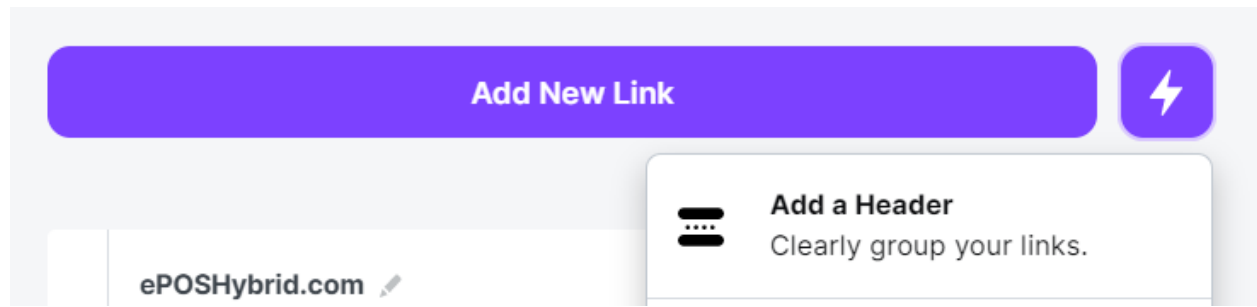 Add New Link
Add a Header
Clearly group your links.
ePOSHybrid.com